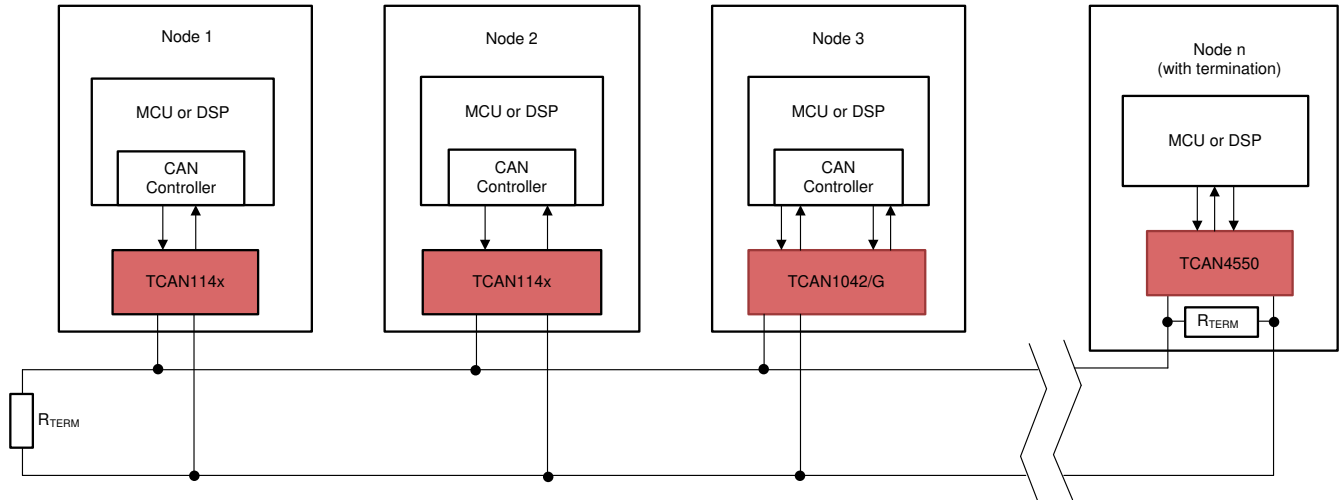 Node 1
MCU or DSP
CAN
Controller
TCAN114x
Node 2
MCU or DSP
CAN
Controller
TCAN114x
Node 3
MCU or DSP
CAN
Controller
TCAN1042/G
Node n
(with termination)
MCU or DSP
TCAN4550
RTERM
RTERM